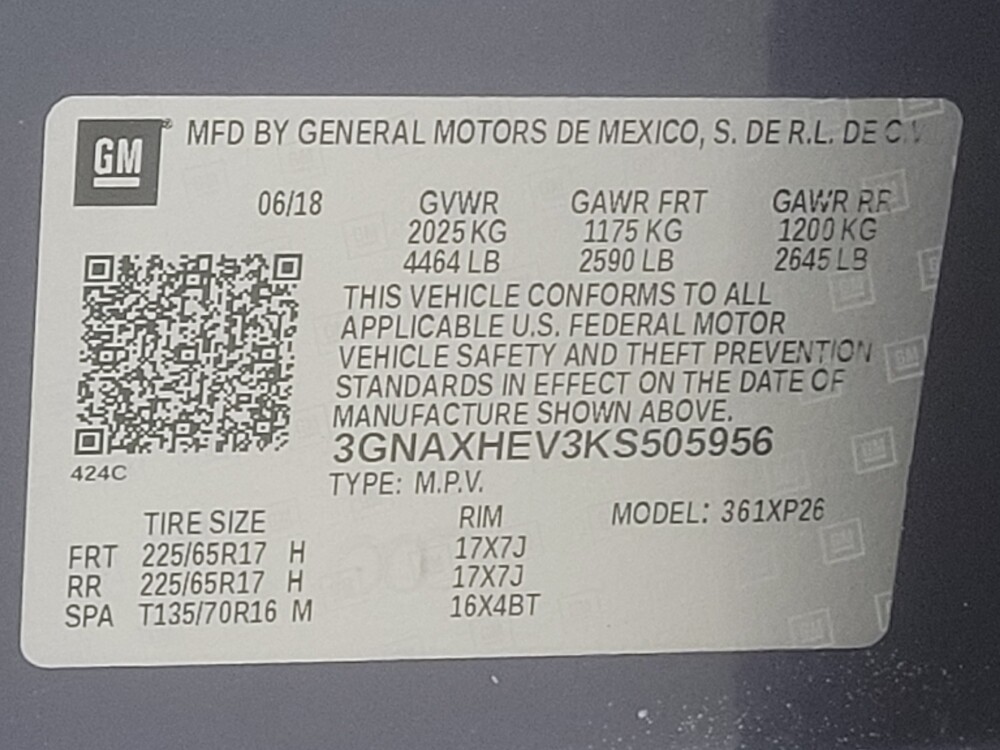 GM MFD BY GENERAL MOTORS DE MEXICO, S. DE R.L. DE C.V.
06/18 GVWR GAWR FRT GAWR RR
2025 KG 1175 KG 1200 KG
4464 LB 2590 LB 2645 LB
THIS VEHICLE CONFORMS TO ALL
APPLICABLE U.S. FEDERAL MOTOR
VEHICLE SAFETY AND THEFT PREVENTION
STANDARDS IN EFFECT ON THE DATE OF
MANUFACTURE SHOWN ABOVE.
3GNAXHEV3KS505956
424C
TYPE: M.P.V.
TIRE SIZE RIM MODEL: 361XP26
FRT 225/65R17 H 17X7J
RR 225/65R17 H 17X7J
SPA T135/70R16 M 16X4BT